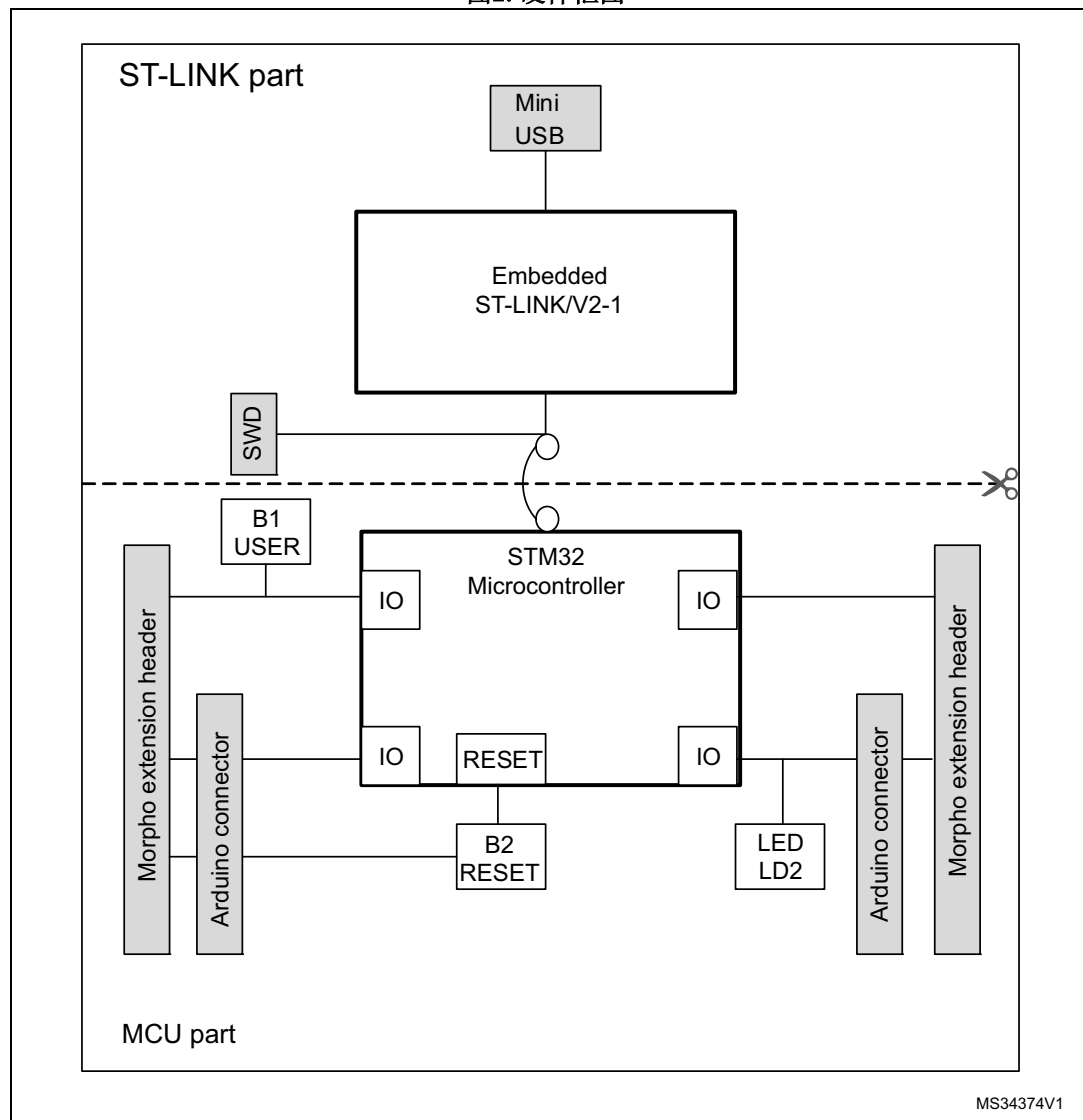 ST-LINK part
Mini
USB
Embedded
ST-LINK/V2-1
SWD
B1
USER
STM32
Microcontroller
IO
IO
Morpho extension header
Arduino connector
IO
RESET
IO
Arduino connector
Morpho extension header
B2
RESET
LED
LD2
MCU part
MS34374V1